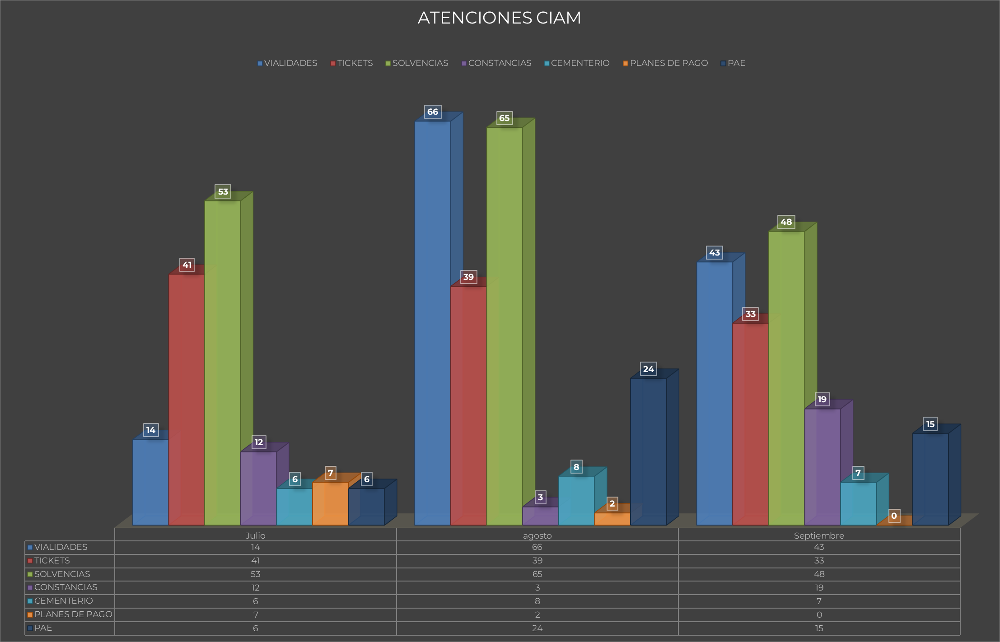 ATENCIONES CIAM
VIALIDADES TICKETS SOLVENCIAS CONSTANCIAS CEMENTERIO PLANES DE PAGO PAE
14 41 53 12 6 7 6
66 39 65 3 8 2 24
43 33 48 19 7 0 15
Julio agosto Septiembre
VIALIDADES 14 66 43
TICKETS 41 39 33
SOLVENCIAS 53 65 48
CONSTANCIAS 12 3 19
CEMENTERIO 6 8 7
PLANES DE PAGO 7 2 0
PAE 6 24 15